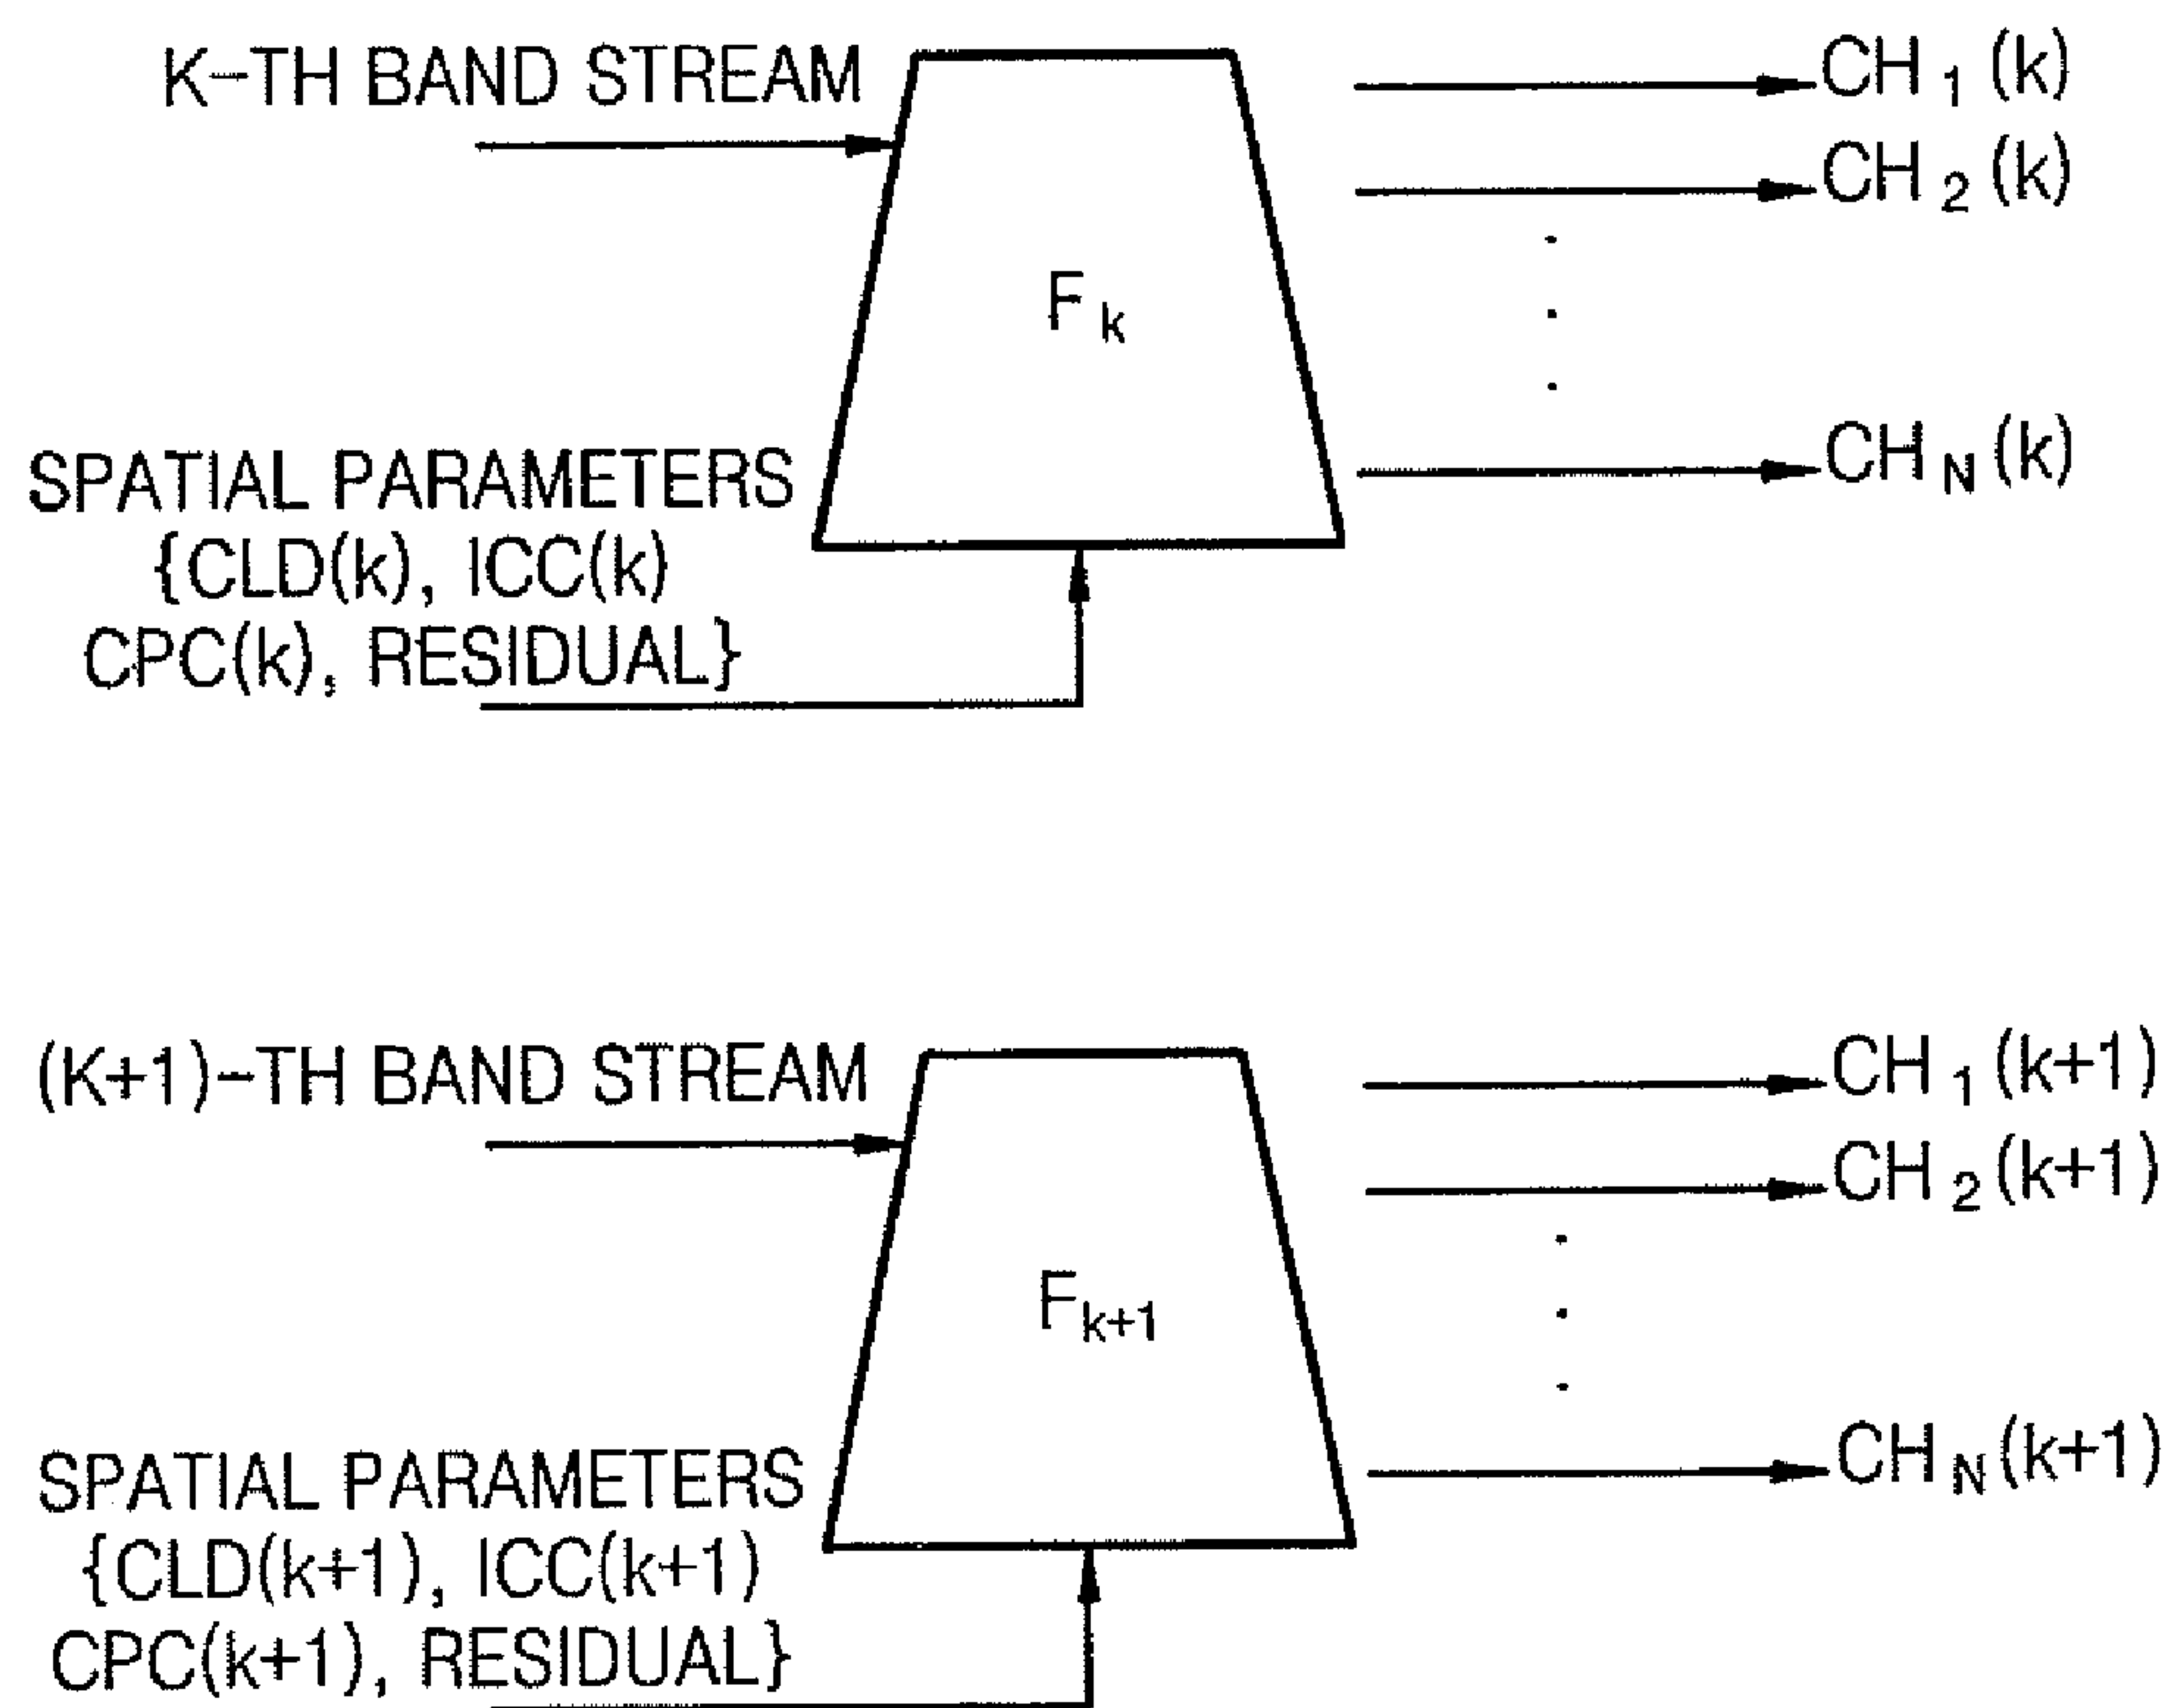 K-TH BAND STREAM
CH 1 (k)
CH 2 (k)
F k
CH N (k)
SPATIAL PARAMETERS
{CLD(k), ICC(k)
CPC(k), RESIDUAL}
(K+1)-TH BAND STREAM
CH 1 (k+1)
CH 2 (k+1)
F k+1
CH N (k+1)
SPATIAL PARAMETERS
{CLD(k+1), ICC(k+1)
CPC(k+1), RESIDUAL}